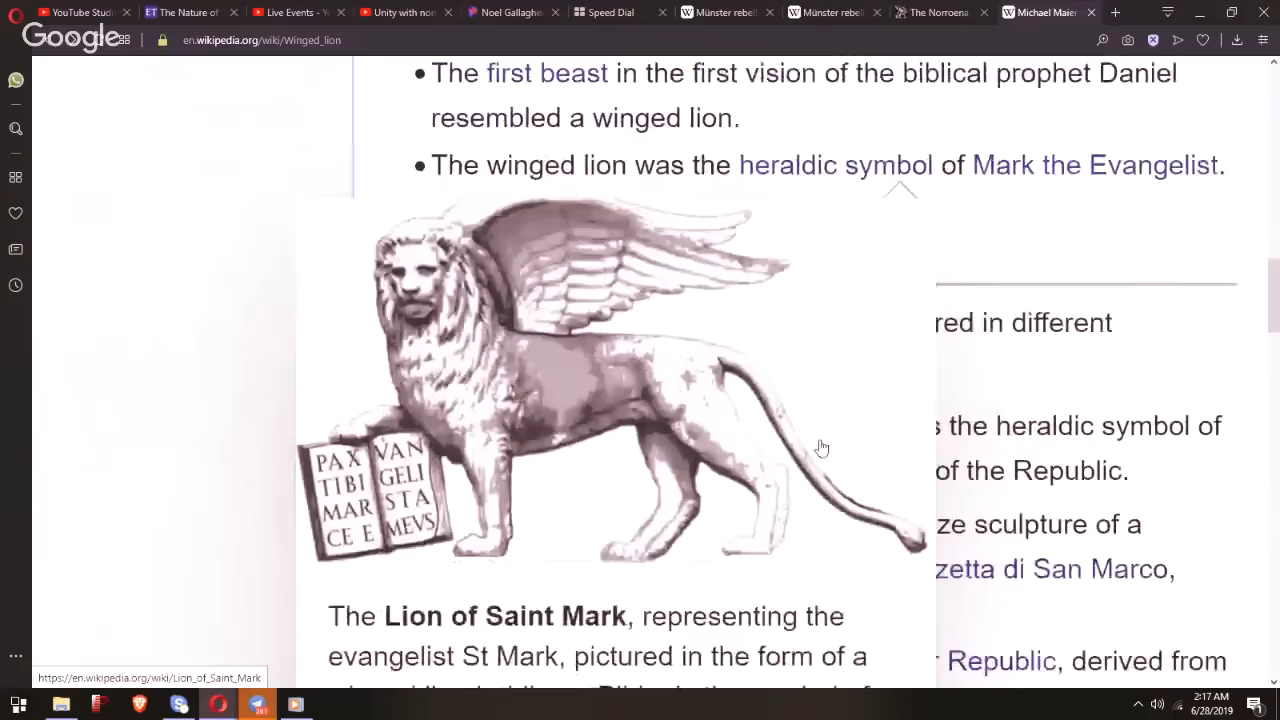 YouTube Studio
ET The Nature of
Live Events - Y
Unity with non
Noel Gallaghe
Speed Dial
Münster rebell
Münster rebell
The Norroena
Michael Maier
Google
en.wikipedia.org/wiki/Winged_lion
• The first beast in the first vision of the biblical prophet Daniel
resembled a winged lion.
• The winged lion was the heraldic symbol of Mark the Evangelist.
red in different
s the heraldic symbol of
of the Republic.
ze sculpture of a
zetta di San Marco,
Republic, derived from
PAX VAN
TIBI GELI
MAR STA
CE E MEVS
The Lion of Saint Mark, representing the
evangelist St Mark, pictured in the form of a
https://en.wikipedia.org/wiki/Lion_of_Saint_Mark
2:17 AM
6/28/2019